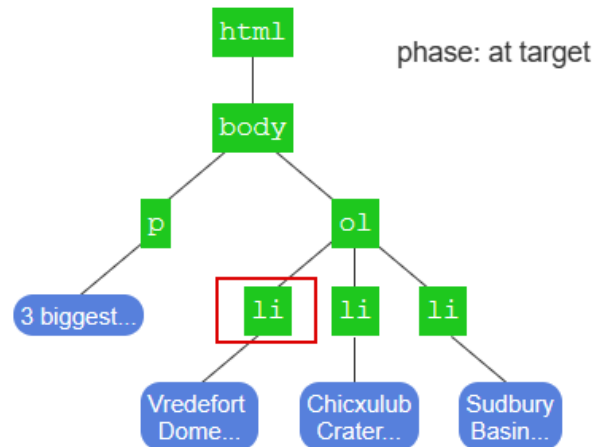 html
phase: at target
body
p
ol
3 biggest...
li
li
li
Vredefort
Dome...
Chicxulub
Crater...
Sudbury
Basin...